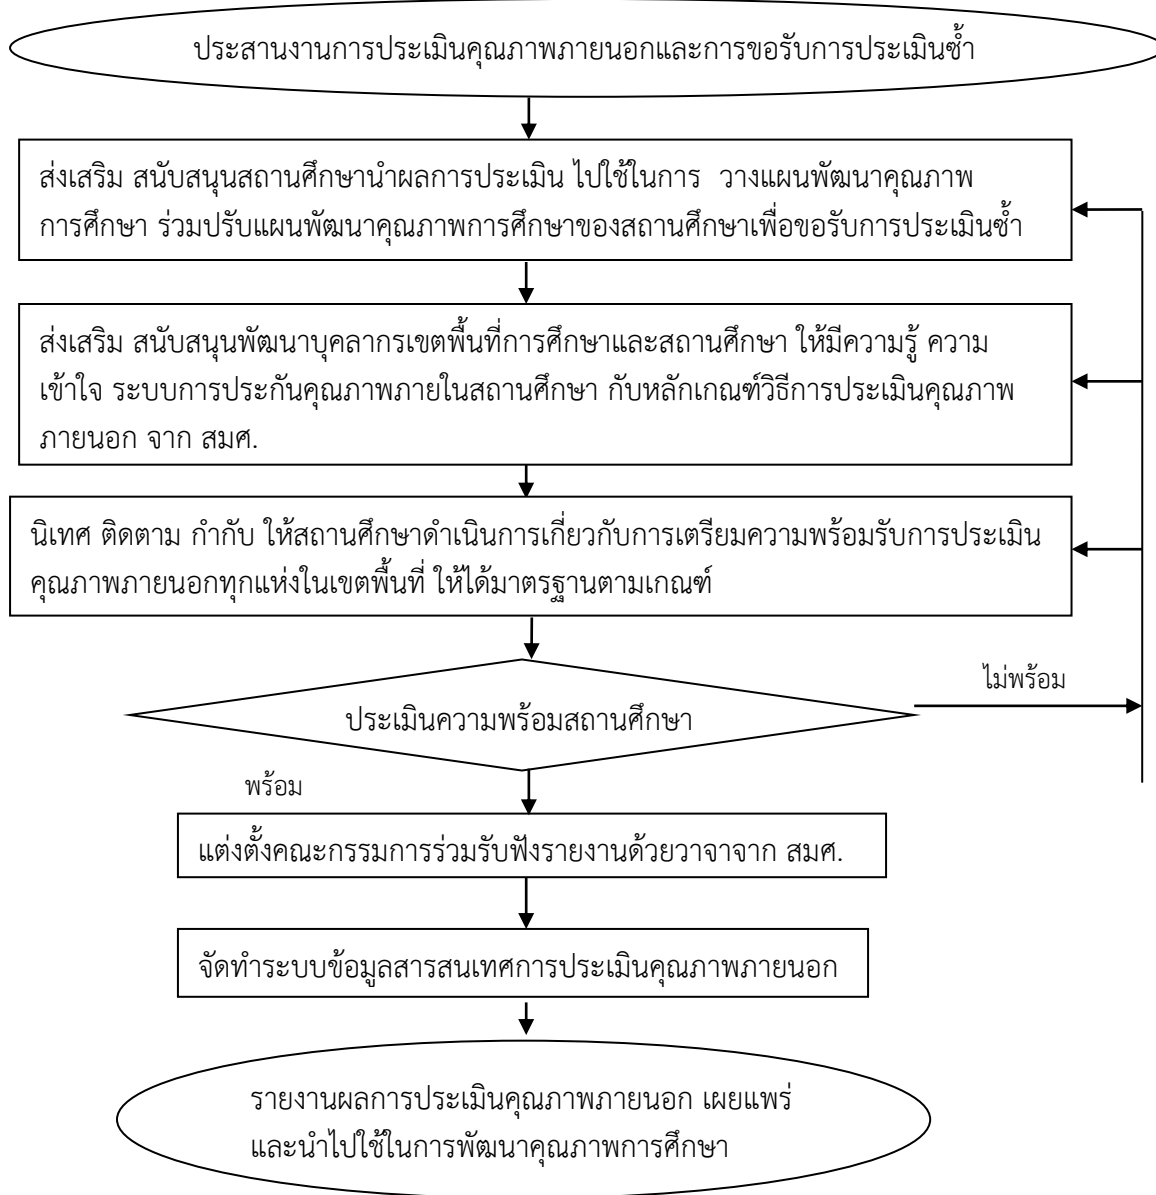 ประสานงานการประเมินคุณภาพภายนอกและการขอรับการประเมินซ้ำ
ส่งเสริม สนับสนุนสถานศึกษานำผลการประเมิน ไปใช้ในการ วางแผนพัฒนาคุณภาพ
การศึกษา ร่วมปรับแผนพัฒนาคุณภาพการศึกษาของสถานศึกษาเพื่อขอรับการประเมินซ้ำ
ส่งเสริม สนับสนุนพัฒนาบุคลากรเขตพื้นที่การศึกษาและสถานศึกษา ให้มีความรู้ ความ
เข้าใจ ระบบการประกันคุณภาพภายในสถานศึกษา กับหลักเกณฑ์วิธีการประเมินคุณภาพ
ภายนอก จาก สมศ.
นิเทศ ติดตาม กำกับ ให้สถานศึกษาดำเนินการเกี่ยวกับการเตรียมความพร้อมรับการประเมิน
คุณภาพภายนอกทุกแห่งในเขตพื้นที่ ให้ได้มาตรฐานตามเกณฑ์
ไม่พร้อม
ประเมินความพร้อมสถานศึกษา
พร้อม
แต่งตั้งคณะกรรมการร่วมรับฟังรายงานด้วยวาจาจาก สมศ.
จัดทำระบบข้อมูลสารสนเทศการประเมินคุณภาพภายนอก
รายงานผลการประเมินคุณภาพภายนอก เผยแพร่
และนำไปใช้ในการพัฒนาคุณภาพการศึกษา